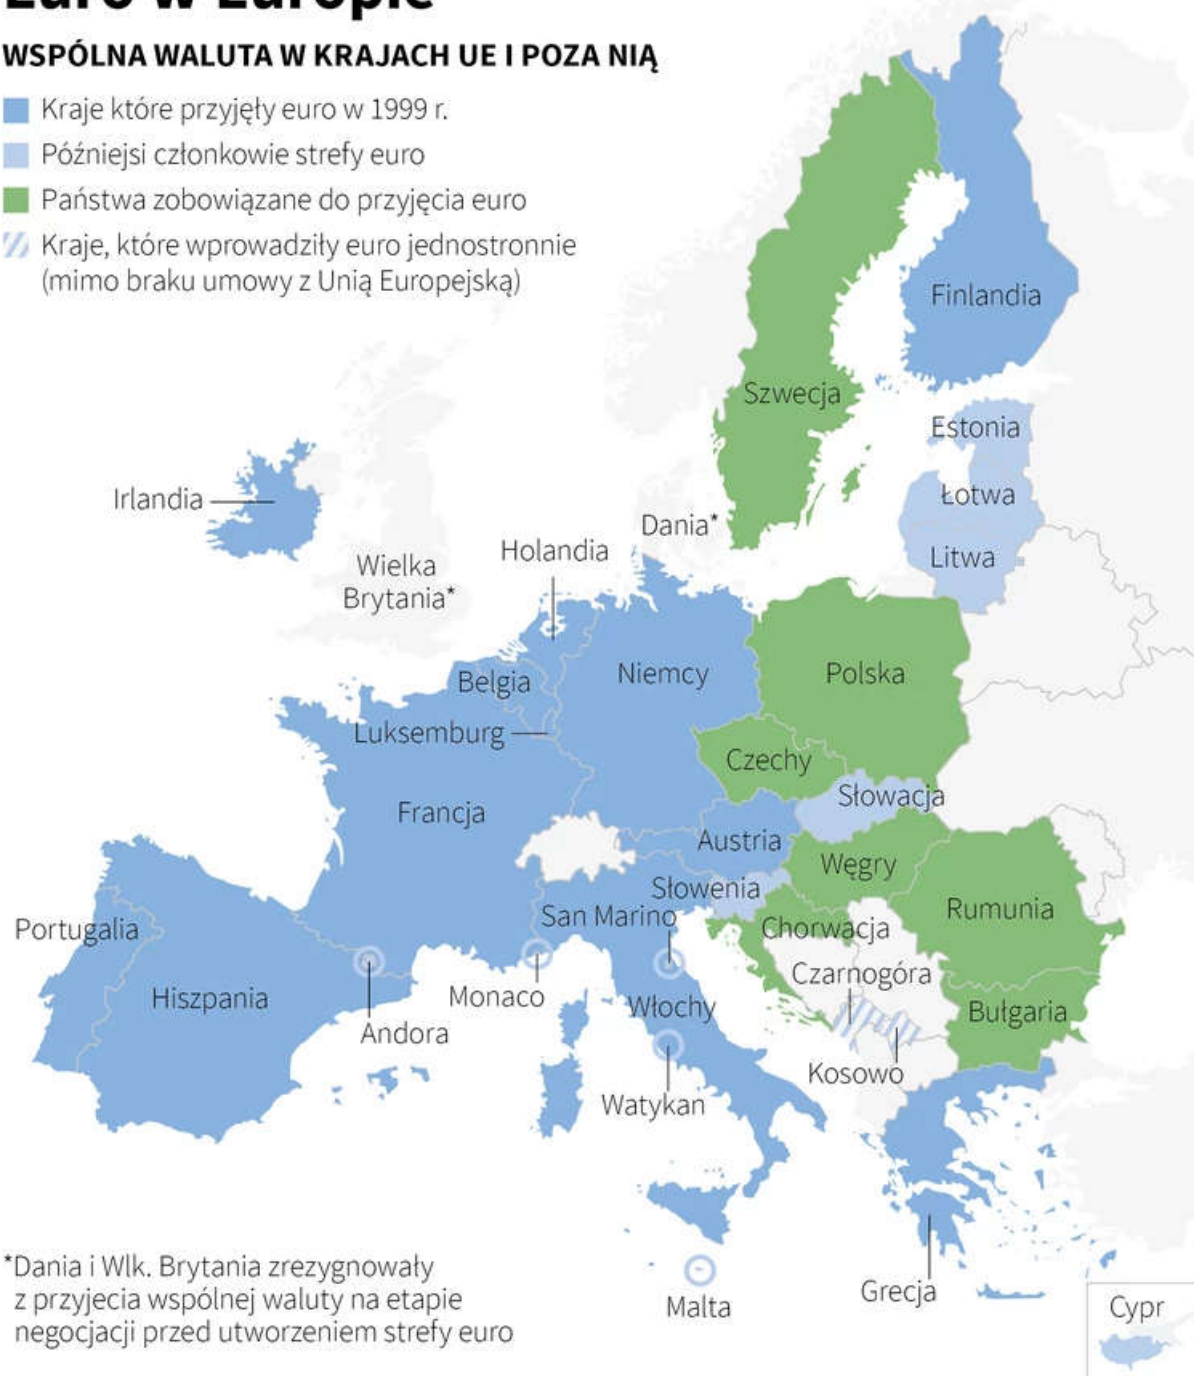 Euro w Europie
WSPÓLNA WALUTA W KRAJACH UE I POZA NIĄ
Kraje które przyjęły euro w 1999 r.
Późniejsi członkowie strefy euro
Państwa zobowiązane do przyjęcia euro
Kraje, które wprowadziły euro jednostronnie
(mimo braku umowy z Unią Europejską)
Finlandia
Szwecja
Estonia
Łotwa
Irlandia
Dania*
Holandia
Litwa
Wielka
Brytania*
Niemcy
Polska
Belgia
Luksemburg
Czechy
Słowacja
Francja
Austria
Węgry
Słowenia
San Marino
Rumunia
Portugalia
Chorwacja
Czarnogóra
Hiszpania
Monaco
Włochy
Bułgaria
Andora
Kosowo
Watykan
*Dania i Wlk. Brytania zrezygnowały
z przyjecia wspólnej waluty na etapie
negocjacji przed utworzeniem strefy euro
Malta
Grecja
Cypr